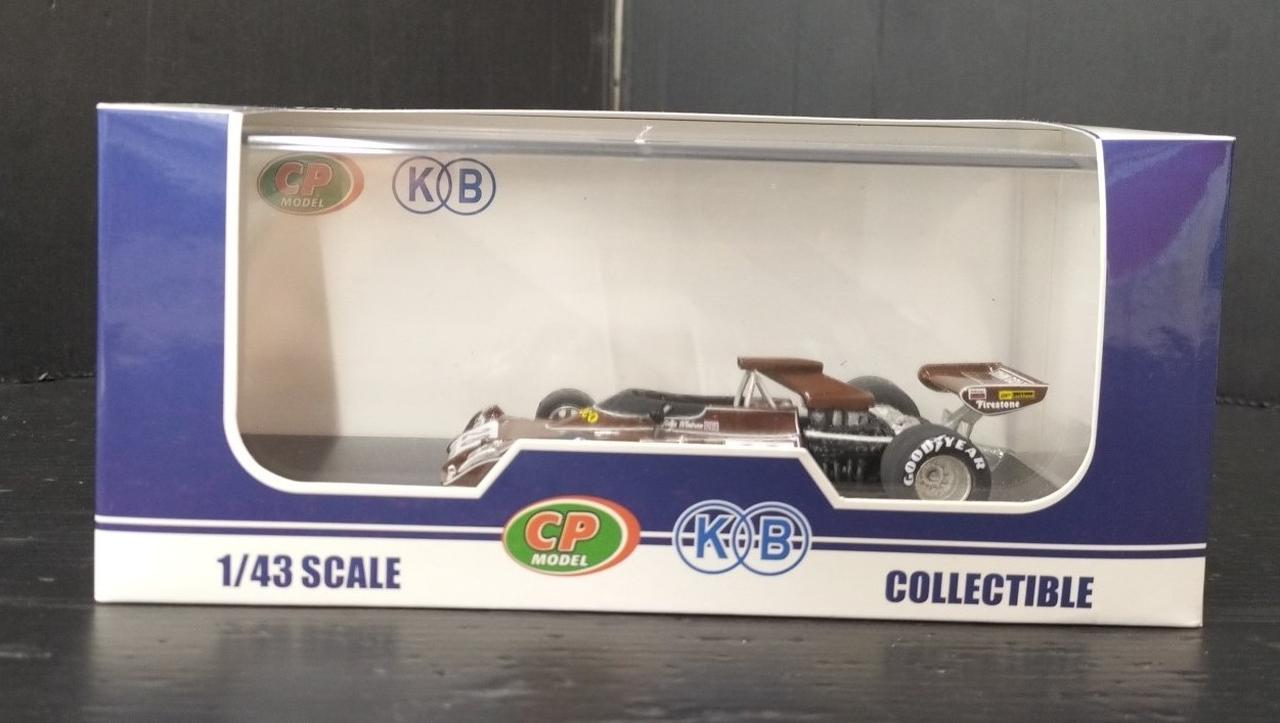 CP
MODEL
K B
Firestone
GOODYEAR
CP
MODEL
K B
1/43 SCALE
COLLECTIBLE